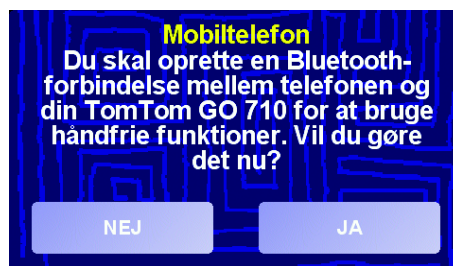 Mobiltelefon
Du skal oprette en Bluetooth-
forbindelse mellem telefonen og
din TomTom GO 710 for at bruge
håndfrie funktioner. Vil du gøre
det nu?
NEJ
JA